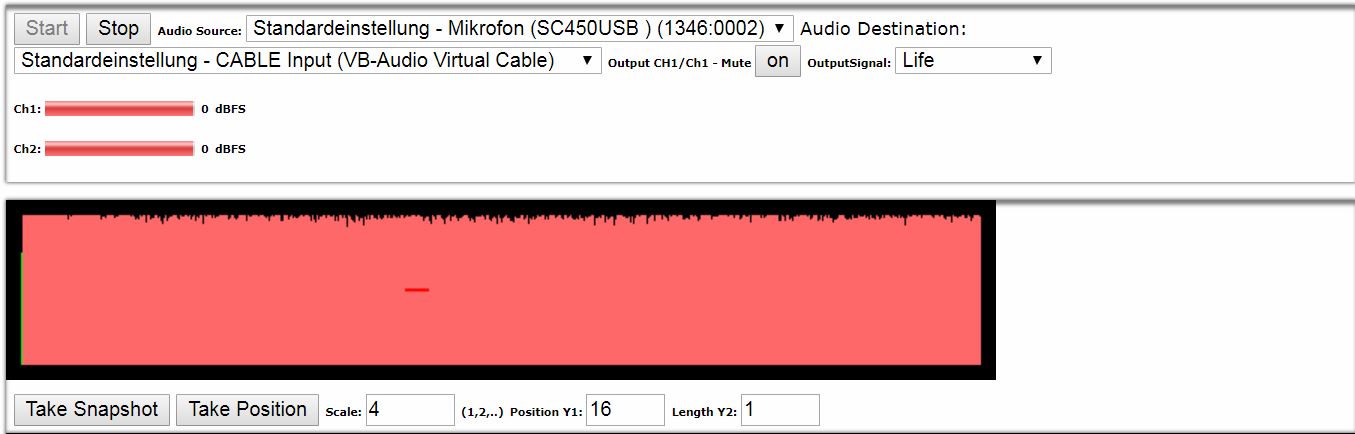 Start Stop Audio Source: Standardeinstellung - Mikrofon (SC450USB ) (1346:0002) Audio Destination:
Standardeinstellung - CABLE Input (VB-Audio Virtual Cable) Output CH1/Ch1 - Mute on OutputSignal: Life
Ch1: 0 dBFS
Ch2: 0 dBFS
Take Snapshot Take Position Scale: 4 (1,2,..) Position Y1: 16 Length Y2: 1